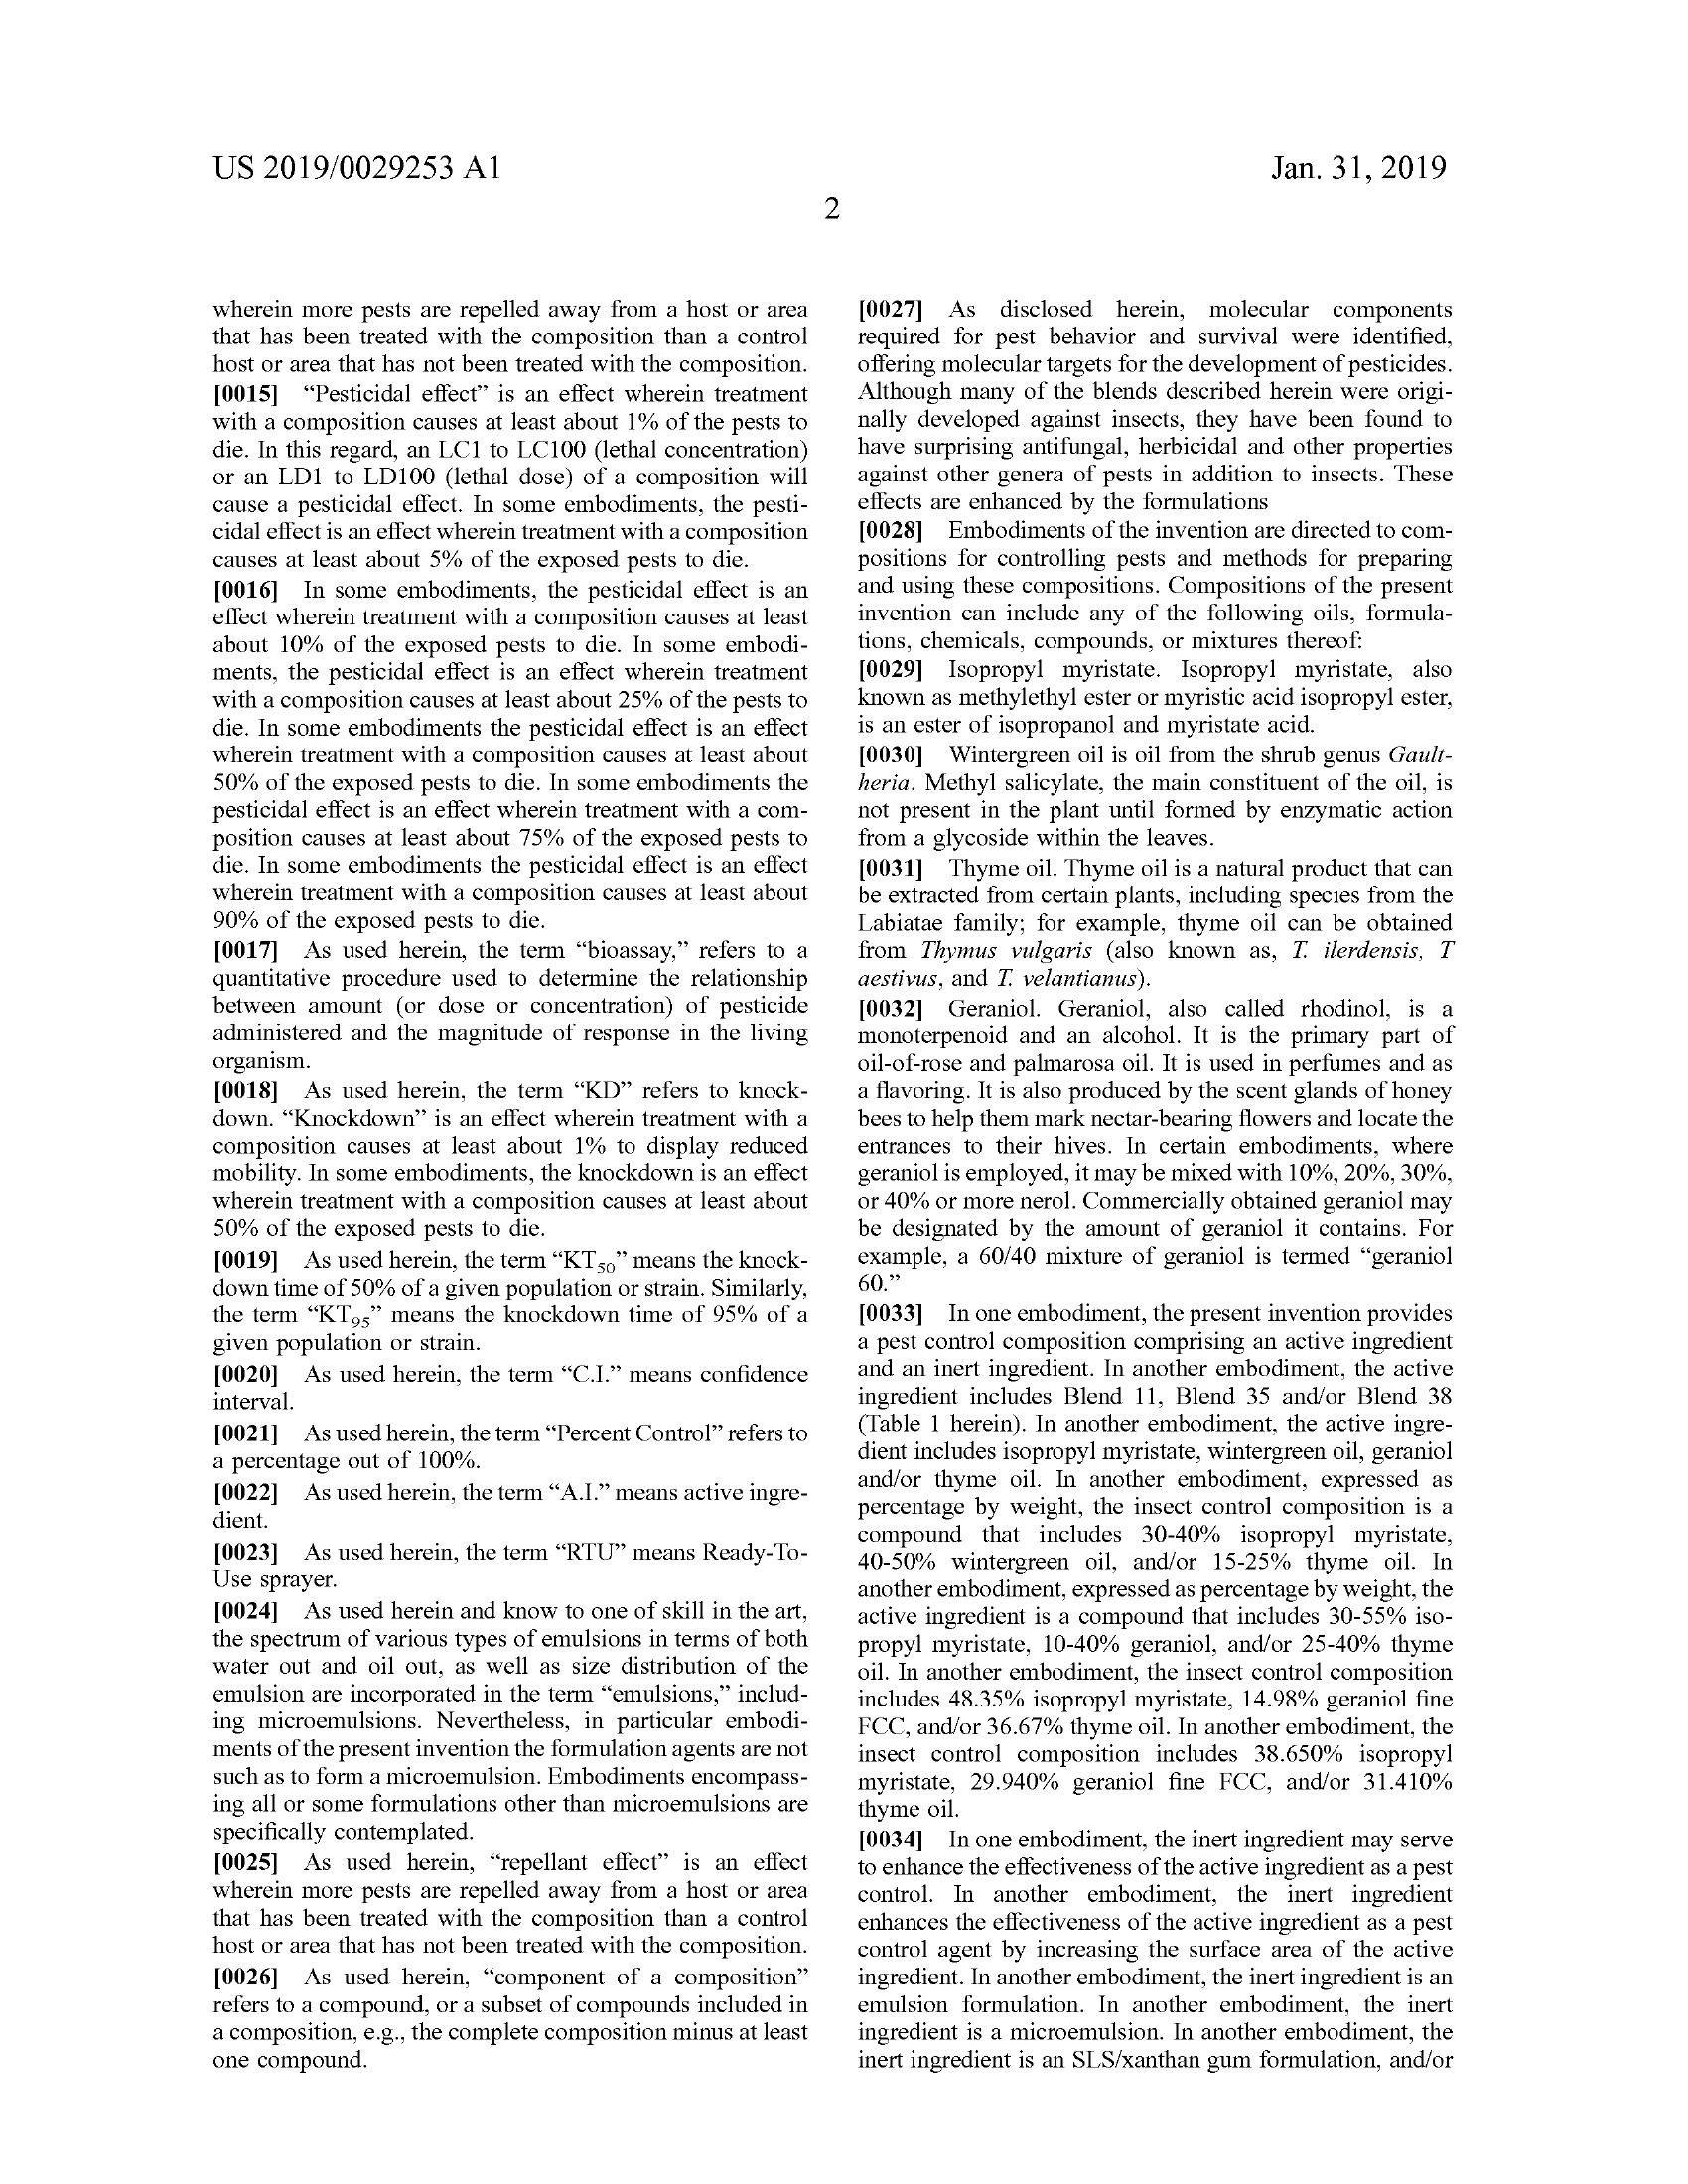 US 2019/0029253 A1
Jan. 31, 2019
2
wherein more pests are repelled away from a host or area
that has been treated with the composition than a control
host or area that has not been treated with the composition.
[0015] “Pesticidal effect” is an effect wherein treatment
with a composition causes at least about 1% of the pests to
die. In this regard, an LC1 to LC100 (lethal concentration)
or an LD1 to LD100 (lethal dose) of a composition will
cause a pesticidal effect. In some embodiments, the pesti-
cidal effect is an effect wherein treatment with a composition
causes at least about 5% of the exposed pests to die.
[0016] In some embodiments, the pesticidal effect is an
effect wherein treatment with a composition causes at least
about 10% of the exposed pests to die. In some embodi-
ments, the pesticidal effect is an effect wherein treatment
with a composition causes at least about 25% of the pests to
die. In some embodiments the pesticidal effect is an effect
wherein treatment with a composition causes at least about
50% of the exposed pests to die. In some embodiments the
pesticidal effect is an effect wherein treatment with a com-
position causes at least about 75% of the exposed pests to
die. In some embodiments the pesticidal effect is an effect
wherein treatment with a composition causes at least about
90% of the exposed pests to die.
[0017] As used herein, the term “bioassay,” refers to a
quantitative procedure used to determine the relationship
between amount (or dose or concentration) of pesticide
administered and the magnitude of response in the living
organism.
[0018] As used herein, the term “KD” refers to knock-
down. “Knockdown” is an effect wherein treatment with a
composition causes at least about 1% to display reduced
mobility. In some embodiments, the knockdown is an effect
wherein treatment with a composition causes at least about
50% of the exposed pests to die.
[0019] As used herein, the term “KT50” means the knock-
down time of 50% of a given population or strain. Similarly,
the term “KT95” means the knockdown time of 95% of a
given population or strain.
[0020] As used herein, the term “C.I.” means confidence
interval.
[0021] As used herein, the term “Percent Control” refers to
a percentage out of 100%.
[0022] As used herein, the term “A.I.” means active ingre-
dient.
[0023] As used herein, the term “RTU” means Ready-To-
Use sprayer.
[0024] As used herein and know to one of skill in the art,
the spectrum of various types of emulsions in terms of both
water out and oil out, as well as size distribution of the
emulsion are incorporated in the term “emulsions,” includ-
ing microemulsions. Nevertheless, in particular embodi-
ments of the present invention the formulation agents are not
such as to form a microemulsion. Embodiments encompass-
ing all or some formulations other than microemulsions are
specifically contemplated.
[0025] As used herein, “repellant effect” is an effect
wherein more pests are repelled away from a host or area
that has been treated with the composition than a control
host or area that has not been treated with the composition.
[0026] As used herein, “component of a composition”
refers to a compound, or a subset of compounds included in
a composition, e.g., the complete composition minus at least
one compound.
[0027] As disclosed herein, molecular components
required for pest behavior and survival were identified,
offering molecular targets for the development of pesticides.
Although many of the blends described herein were origi-
nally developed against insects, they have been found to
have surprising antifungal, herbicidal and other properties
against other genera of pests in addition to insects. These
effects are enhanced by the formulations
[0028] Embodiments of the invention are directed to com-
positions for controlling pests and methods for preparing
and using these compositions. Compositions of the present
invention can include any of the following oils, formula-
tions, chemicals, compounds, or mixtures thereof:
[0029] Isopropyl myristate. Isopropyl myristate, also
known as methylethyl ester or myristic acid isopropyl ester,
is an ester of isopropanol and myristate acid.
[0030] Wintergreen oil is oil from the shrub genus Gault-
heria. Methyl salicylate, the main constituent of the oil, is
not present in the plant until formed by enzymatic action
from a glycoside within the leaves.
[0031] Thyme oil. Thyme oil is a natural product that can
be extracted from certain plants, including species from the
Labiatae family; for example, thyme oil can be obtained
from Thymus vulgaris (also known as, T. ilerdensis, T
aestivus, and T. velantianus).
[0032] Geraniol. Geraniol, also called rhodinol, is a
monoterpenoid and an alcohol. It is the primary part of
oil-of-rose and palmarosa oil. It is used in perfumes and as
a flavoring. It is also produced by the scent glands of honey
bees to help them mark nectar-bearing flowers and locate the
entrances to their hives. In certain embodiments, where
geraniol is employed, it may be mixed with 10%, 20%, 30%,
or 40% or more nerol. Commercially obtained geraniol may
be designated by the amount of geraniol it contains. For
example, a 60/40 mixture of geraniol is termed “geraniol
60.”
[0033] In one embodiment, the present invention provides
a pest control composition comprising an active ingredient
and an inert ingredient. In another embodiment, the active
ingredient includes Blend 11, Blend 35 and/or Blend 38
(Table 1 herein). In another embodiment, the active ingre-
dient includes isopropyl myristate, wintergreen oil, geraniol
and/or thyme oil. In another embodiment, expressed as
percentage by weight, the insect control composition is a
compound that includes 30-40% isopropyl myristate,
40-50% wintergreen oil, and/or 15-25% thyme oil. In
another embodiment, expressed as percentage by weight, the
active ingredient is a compound that includes 30-55% iso-
propyl myristate, 10-40% geraniol, and/or 25-40% thyme
oil. In another embodiment, the insect control composition
includes 48.35% isopropyl myristate, 14.98% geraniol fine
FCC, and/or 36.67% thyme oil. In another embodiment, the
insect control composition includes 38.650% isopropyl
myristate, 29.940% geraniol fine FCC, and/or 31.410%
thyme oil.
[0034] In one embodiment, the inert ingredient may serve
to enhance the effectiveness of the active ingredient as a pest
control. In another embodiment, the inert ingredient
enhances the effectiveness of the active ingredient as a pest
control agent by increasing the surface area of the active
ingredient. In another embodiment, the inert ingredient is an
emulsion formulation. In another embodiment, the inert
ingredient is a microemulsion. In another embodiment, the
inert ingredient is an SLS/xanthan gum formulation, and/or